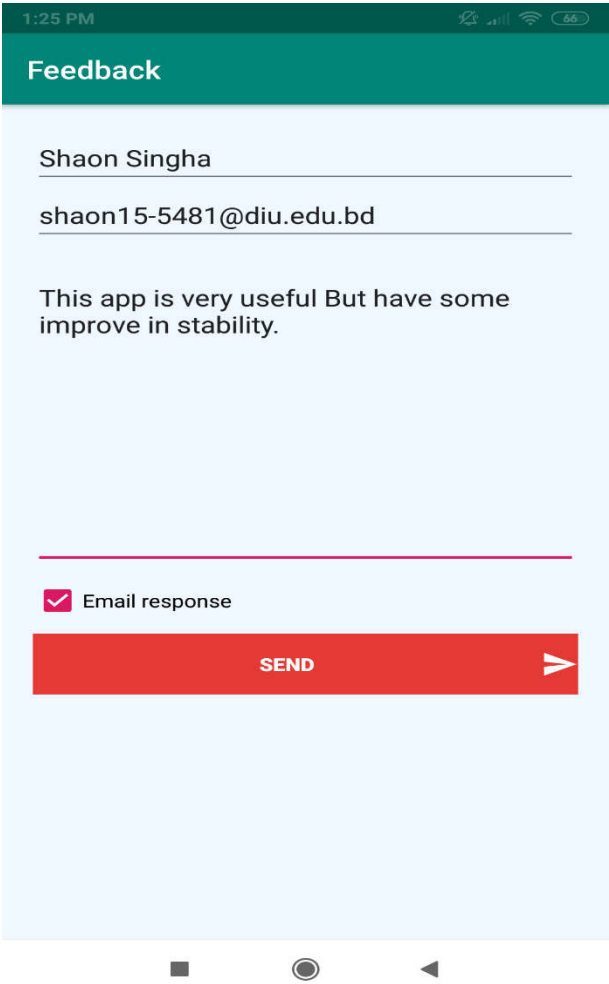 1:25 PM 66
Feedback
Shaon Singha
shaon15-5481@diu.edu.bd
This app is very useful But have some
improve in stability.
Email response
SEND